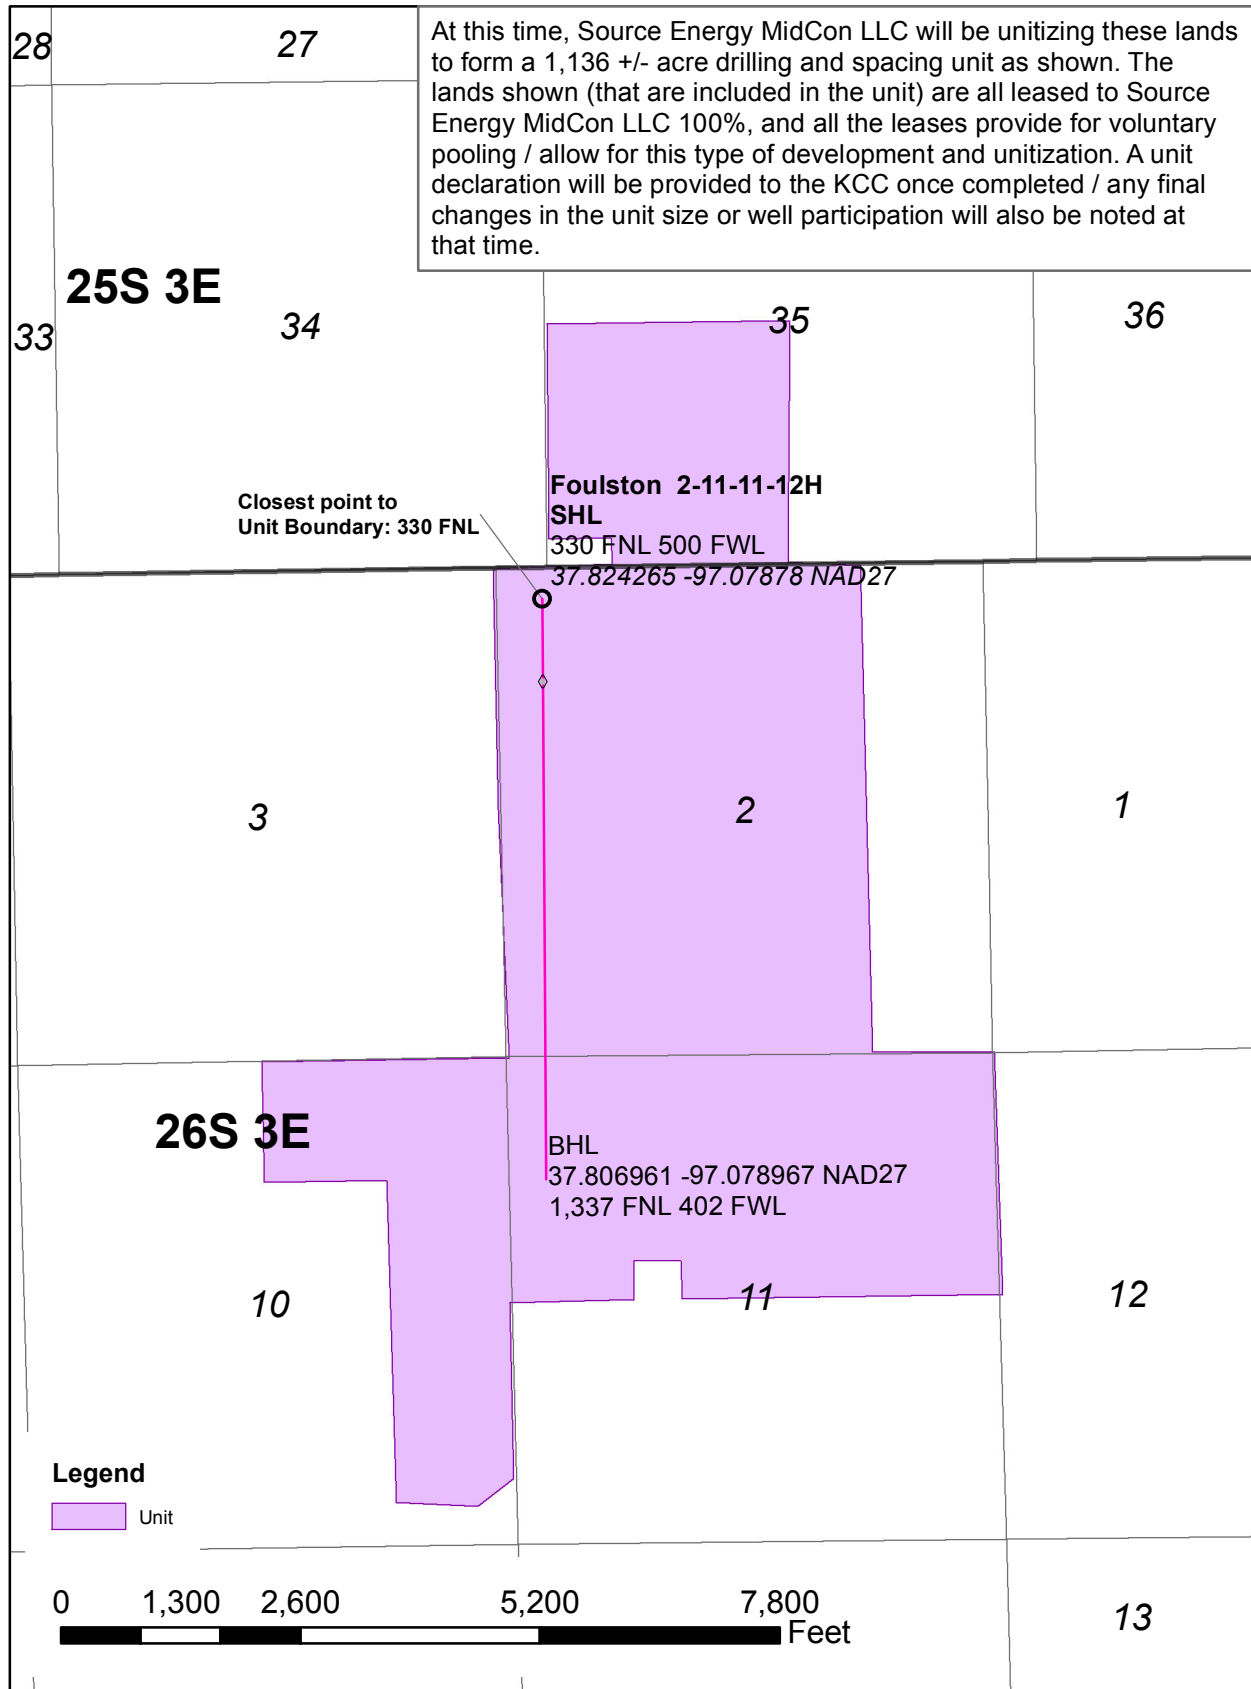 At this time, Source Energy MidCon LLC will be unitizing these lands
to form a 1,136 +/- acre drilling and spacing unit as shown. The
lands shown (that are included in the unit) are all leased to Source
Energy MidCon LLC 100%, and all the leases provide for voluntary
pooling / allow for this type of development and unitization. A unit
declaration will be provided to the KCC once completed / any final
changes in the unit size or well participation will also be noted at
that time.
28
27
25S 3E
33
34
35
36
Closest point to
Unit Boundary: 330 FNL
Foulston 2-11-11-12H
SHL
330 FNL 500 FWL
37.824265 -97.07878 NAD27
3
2
1
26S 3E
BHL
37.806961 -97.078967 NAD27
1,337 FNL 402 FWL
10
11
12
Legend
Unit
0 1,300 2,600 5,200 7,800
Feet
13